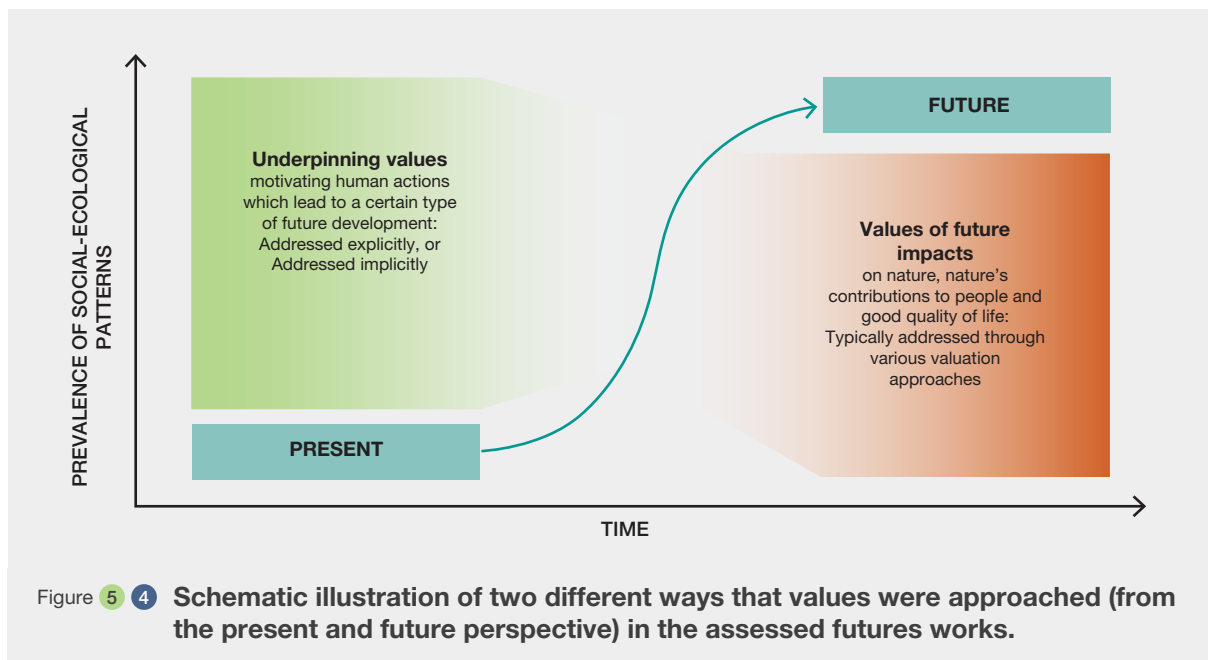 PREVALENCE OF SOCIAL-ECOLOGICAL
PATTERNS
Underpinning values
motivating human actions
which lead to a certain type
of future development:
Addressed explicitly, or
Addressed implicitly
PRESENT
FUTURE
Values of future
impacts
on nature, nature’s
contributions to people and
good quality of life:
Typically addressed through
various valuation
approaches
TIME
Figure 5 4 Schematic illustration of two different ways that values were approached (from
the present and future perspective) in the assessed futures works.